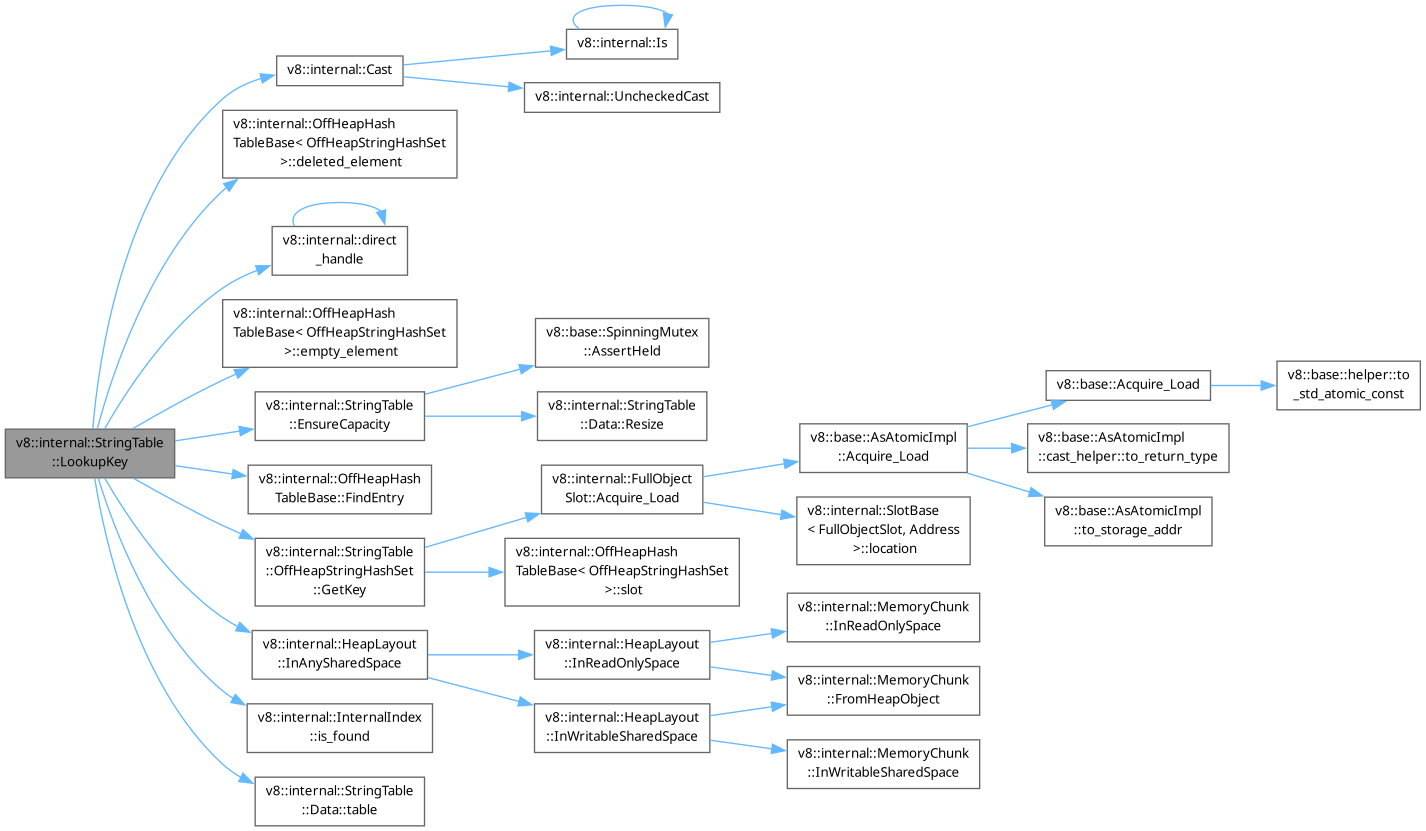 v8::internal::StringTable
::LookupKey
v8::internal::Cast
v8::internal::Is
v8::internal::UncheckedCast
v8::internal::OffHeapHash
TableBase< OffHeapStringHashSet
>::deleted_element
v8::internal::direct
_handle
v8::internal::OffHeapHash
TableBase< OffHeapStringHashSet
>::empty_element
v8::internal::StringTable
::EnsureCapacity
v8::base::SpinningMutex
::AssertHeld
v8::internal::StringTable
::Data::Resize
v8::internal::OffHeapHash
TableBase::FindEntry
v8::internal::StringTable
::OffHeapStringHashSet
::GetKey
v8::internal::FullObject
Slot::Acquire_Load
v8::base::AsAtomicImpl
::Acquire_Load
v8::base::Acquire_Load
v8::base::helper::to
_std_atomic_const
v8::base::AsAtomicImpl
::cast_helper::to_return_type
v8::base::AsAtomicImpl
::to_storage_addr
v8::internal::SlotBase
< FullObjectSlot, Address
>::location
v8::internal::OffHeapHash
TableBase< OffHeapStringHashSet
>::slot
v8::internal::HeapLayout
::InAnySharedSpace
v8::internal::HeapLayout
::InReadOnlySpace
v8::internal::MemoryChunk
::InReadOnlySpace
v8::internal::MemoryChunk
::FromHeapObject
v8::internal::HeapLayout
::InWritableSharedSpace
v8::internal::MemoryChunk
::InWritableSharedSpace
v8::internal::InternalIndex
::is_found
v8::internal::StringTable
::Data::table